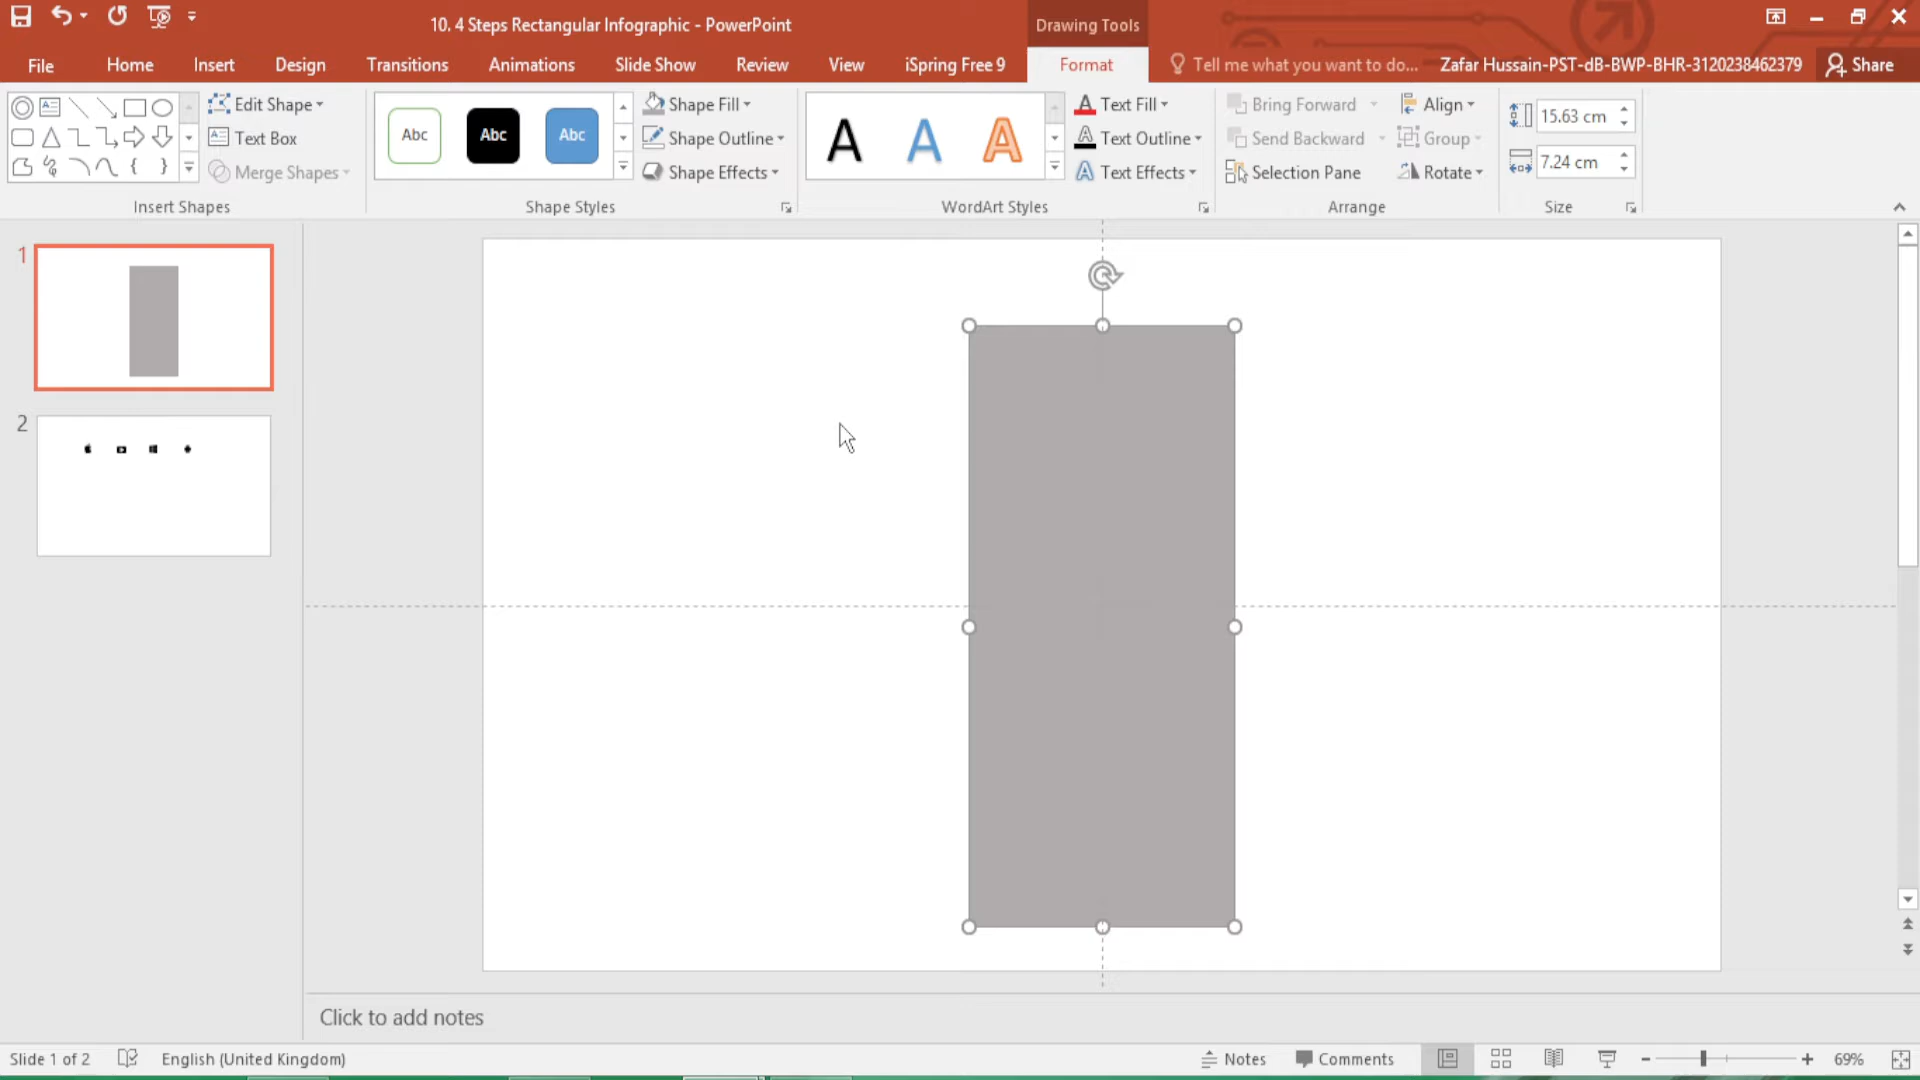 10. 4 Steps Rectangular Infographic - PowerPoint
Drawing Tools
File Home Insert Design Transitions Animations Slide Show Review View iSpring Free 9 Format Tell me what you want to do... Zafar Hussain-PST-dB-BWP-BHR-3120238462379 Share
Edit Shape
Text Box
Merge Shapes
Insert Shapes
Abc Abc Abc
Shape Fill
Shape Outline
Shape Effects
Shape Styles
A A A
Text Fill
Text Outline
Text Effects
WordArt Styles
Bring Forward
Send Backward
Selection Pane
Align
Group
Rotate
Arrange
15.63 cm
7.24 cm
Size
1
2
Click to add notes
Slide 1 of 2 English (United Kingdom) Notes Comments 69%